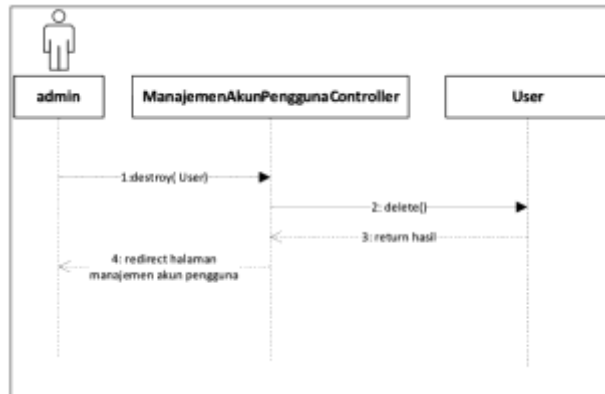 admin
ManajemenAkunPenggunaController
User
1:destroy( User)
2: delete()
3: return hasil
4: redirect halaman
manajemen akun pengguna